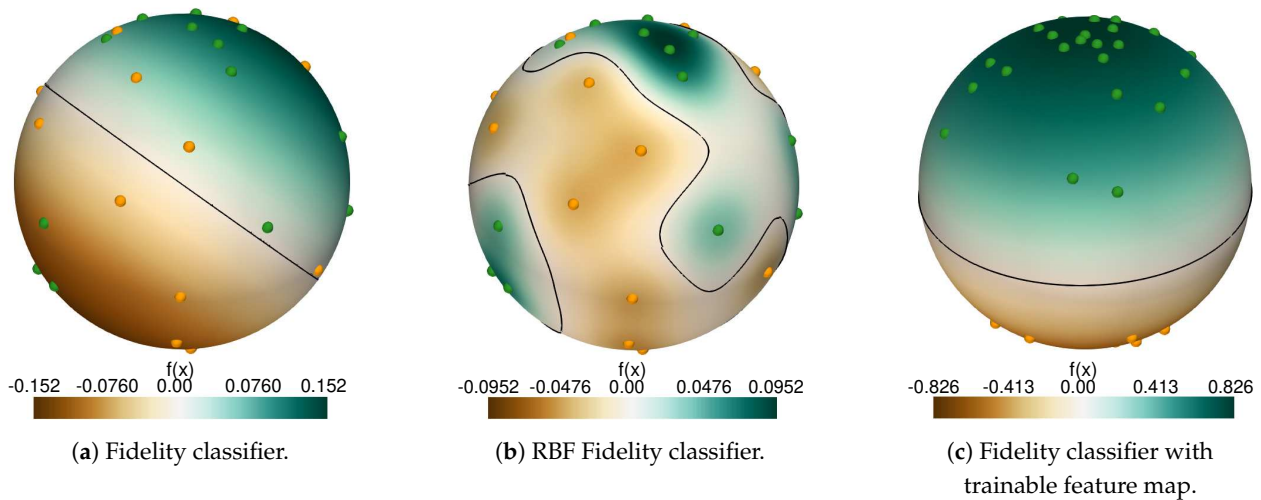 f(x)
-0.152 -0.0760 0.00 0.0760 0.152
(a) Fidelity classifier.
f(x)
-0.0952 -0.0476 0.00 0.0476 0.0952
(b) RBF Fidelity classifier.
f(x)
-0.826 -0.413 0.00 0.413 0.826
(c) Fidelity classifier with
trainable feature map.